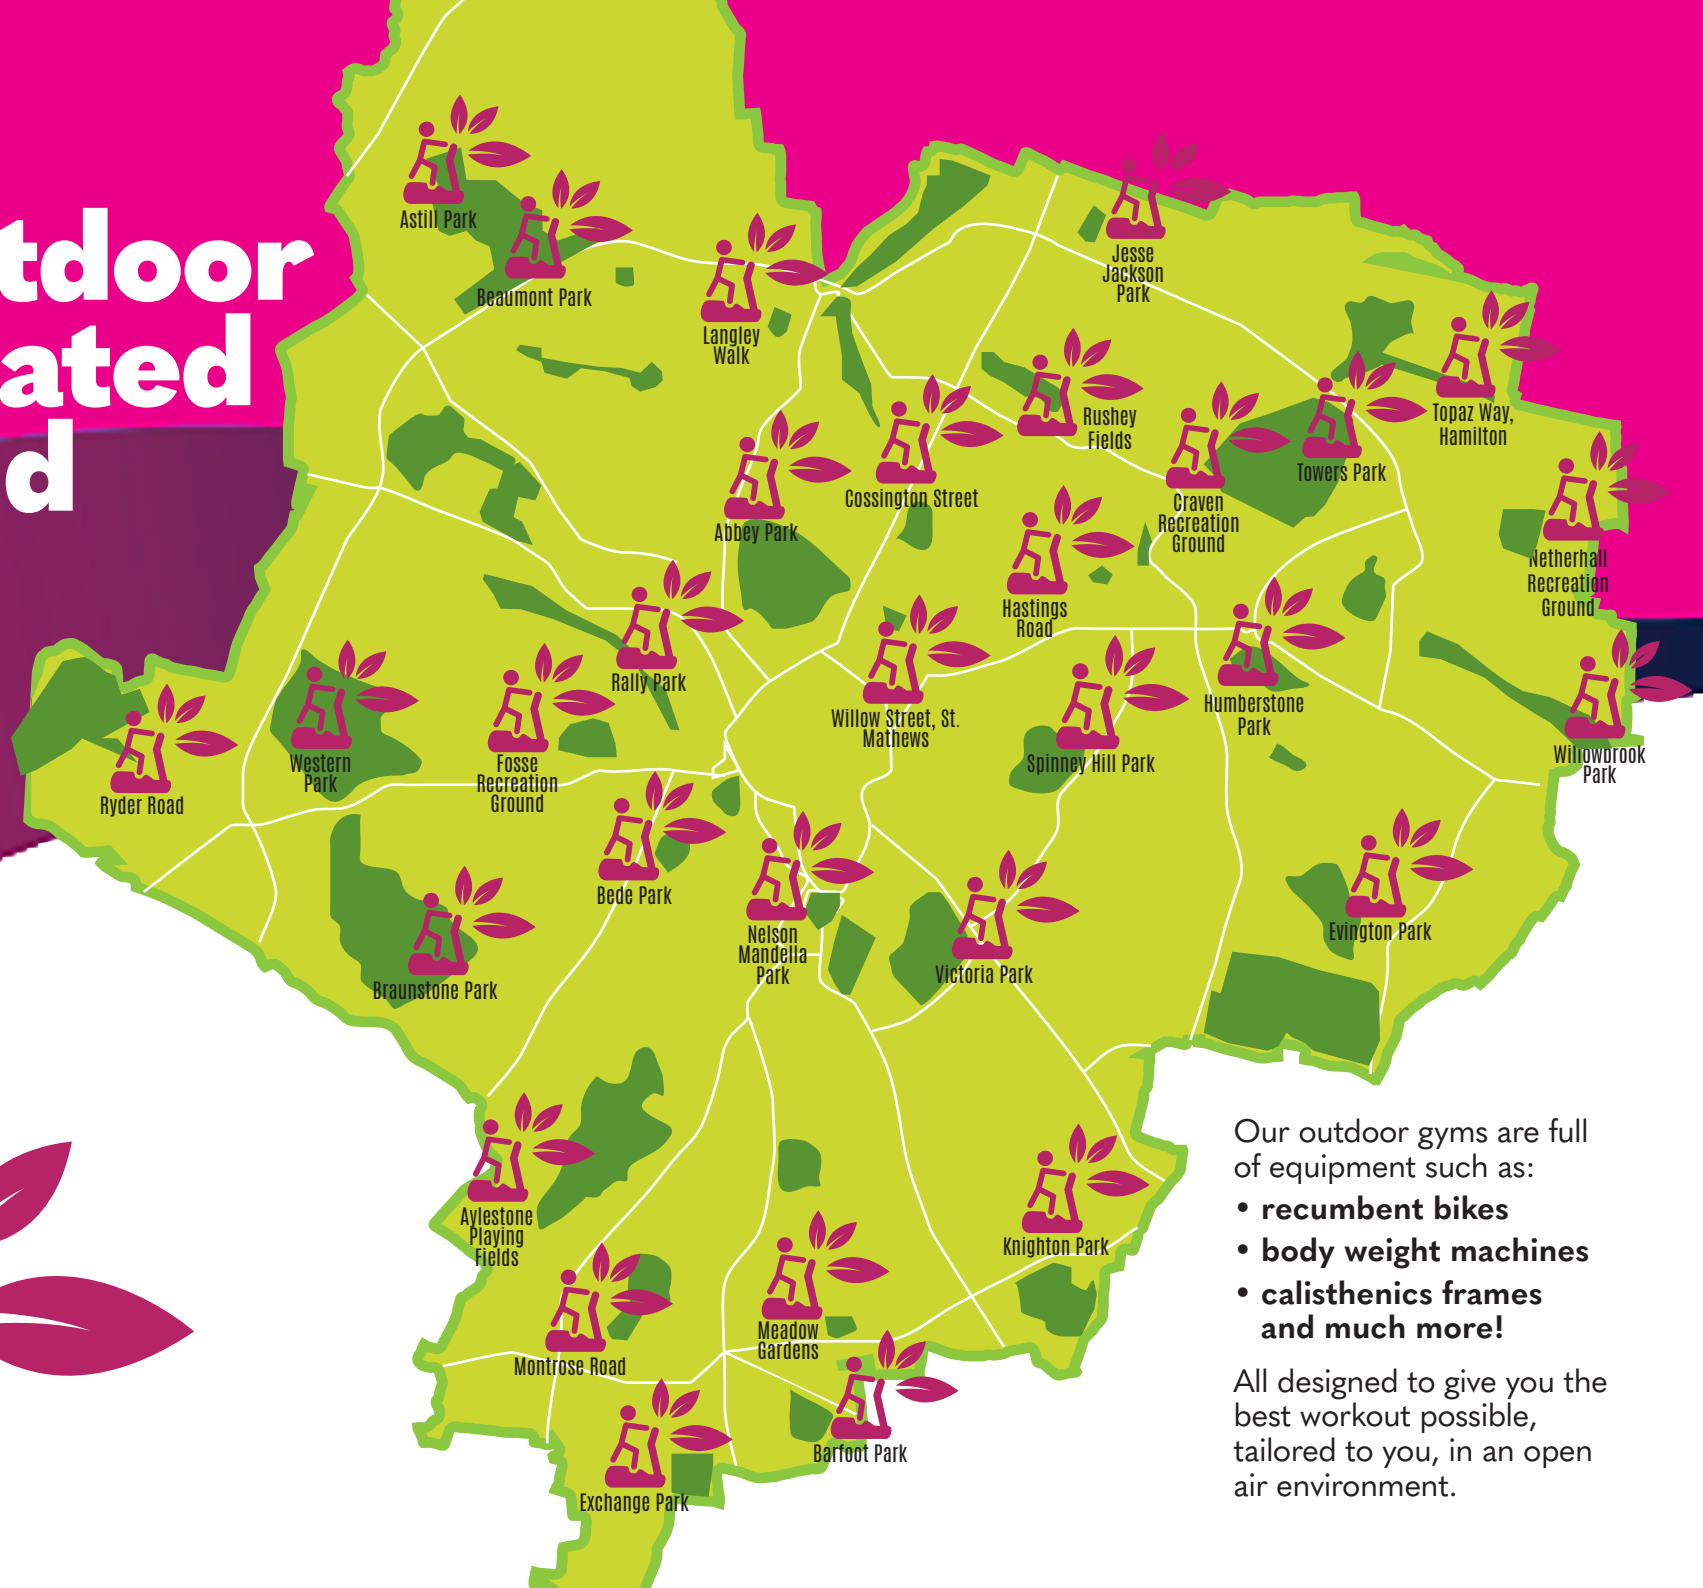 tdoor
ated
d
Astill Park
Beaumont Park
Langley
Walk
Jesse
Jackson
Park
Rushey
Fields
Topaz Way,
Hamilton
Towers Park
Cossington Street
Abbey Park
Craven
Recreation
Ground
Netherhall
Recreation
Ground
Hastings
Road
Rally Park
Willow Street, St.
Mathews
Humberstone
Park
Spinney Hill Park
Willowbrook
Park
Western
Park
Fosse
Recreation
Ground
Ryder Road
Bede Park
Nelson
Mandella
Park
Victoria Park
Evington Park
Braunstone Park
Aylestone
Playing
Fields
Knighton Park
Meadow
Gardens
Montrose Road
Barfoot Park
Exchange Park
Our outdoor gyms are full
of equipment such as:
• recumbent bikes
• body weight machines
• calisthenics frames
and much more!
All designed to give you the
best workout possible,
tailored to you, in an open
air environment.